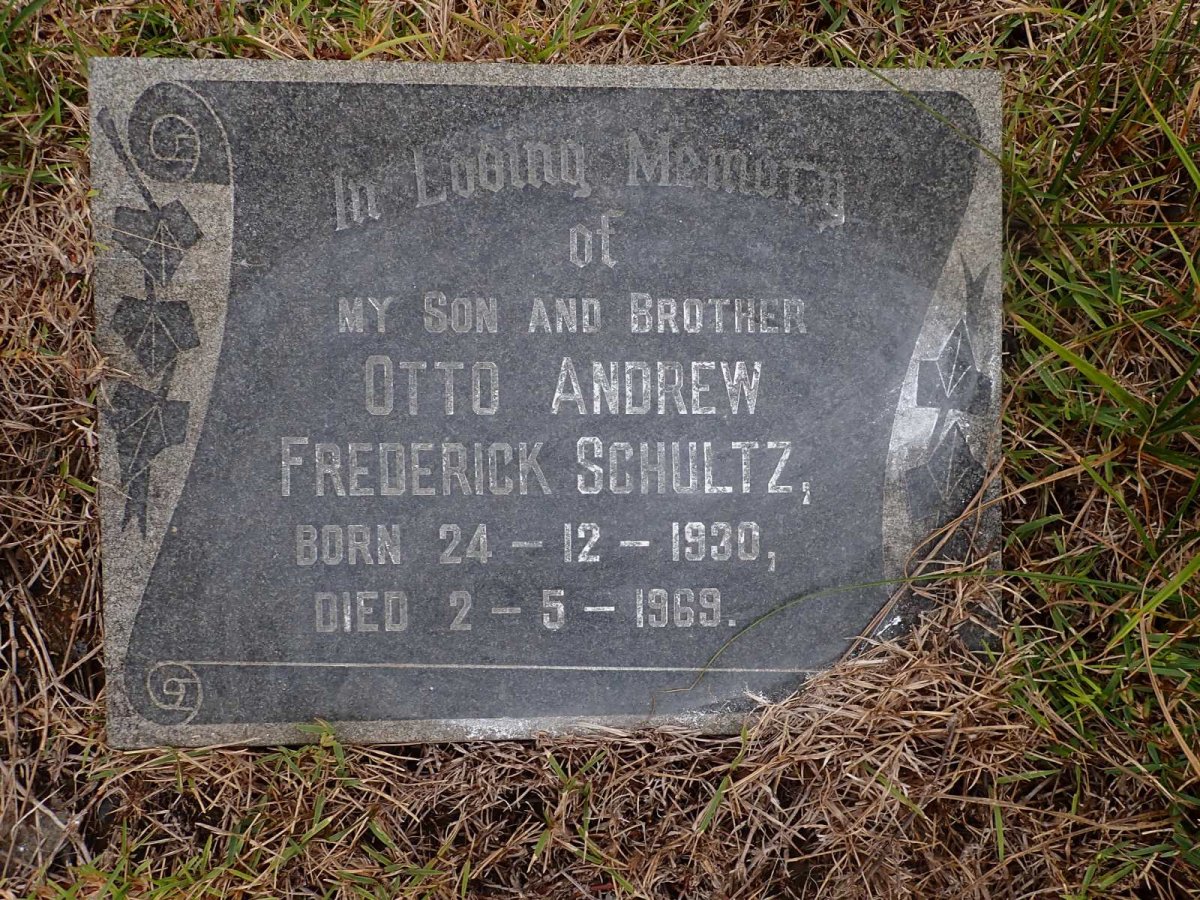 In Loving Memory
of
MY SON AND BROTHER
OTTO ANDREW
FREDERICK SCHULTZ,
BORN 24 - 12 - 1930,
DIED 2 - 5 - 1969.